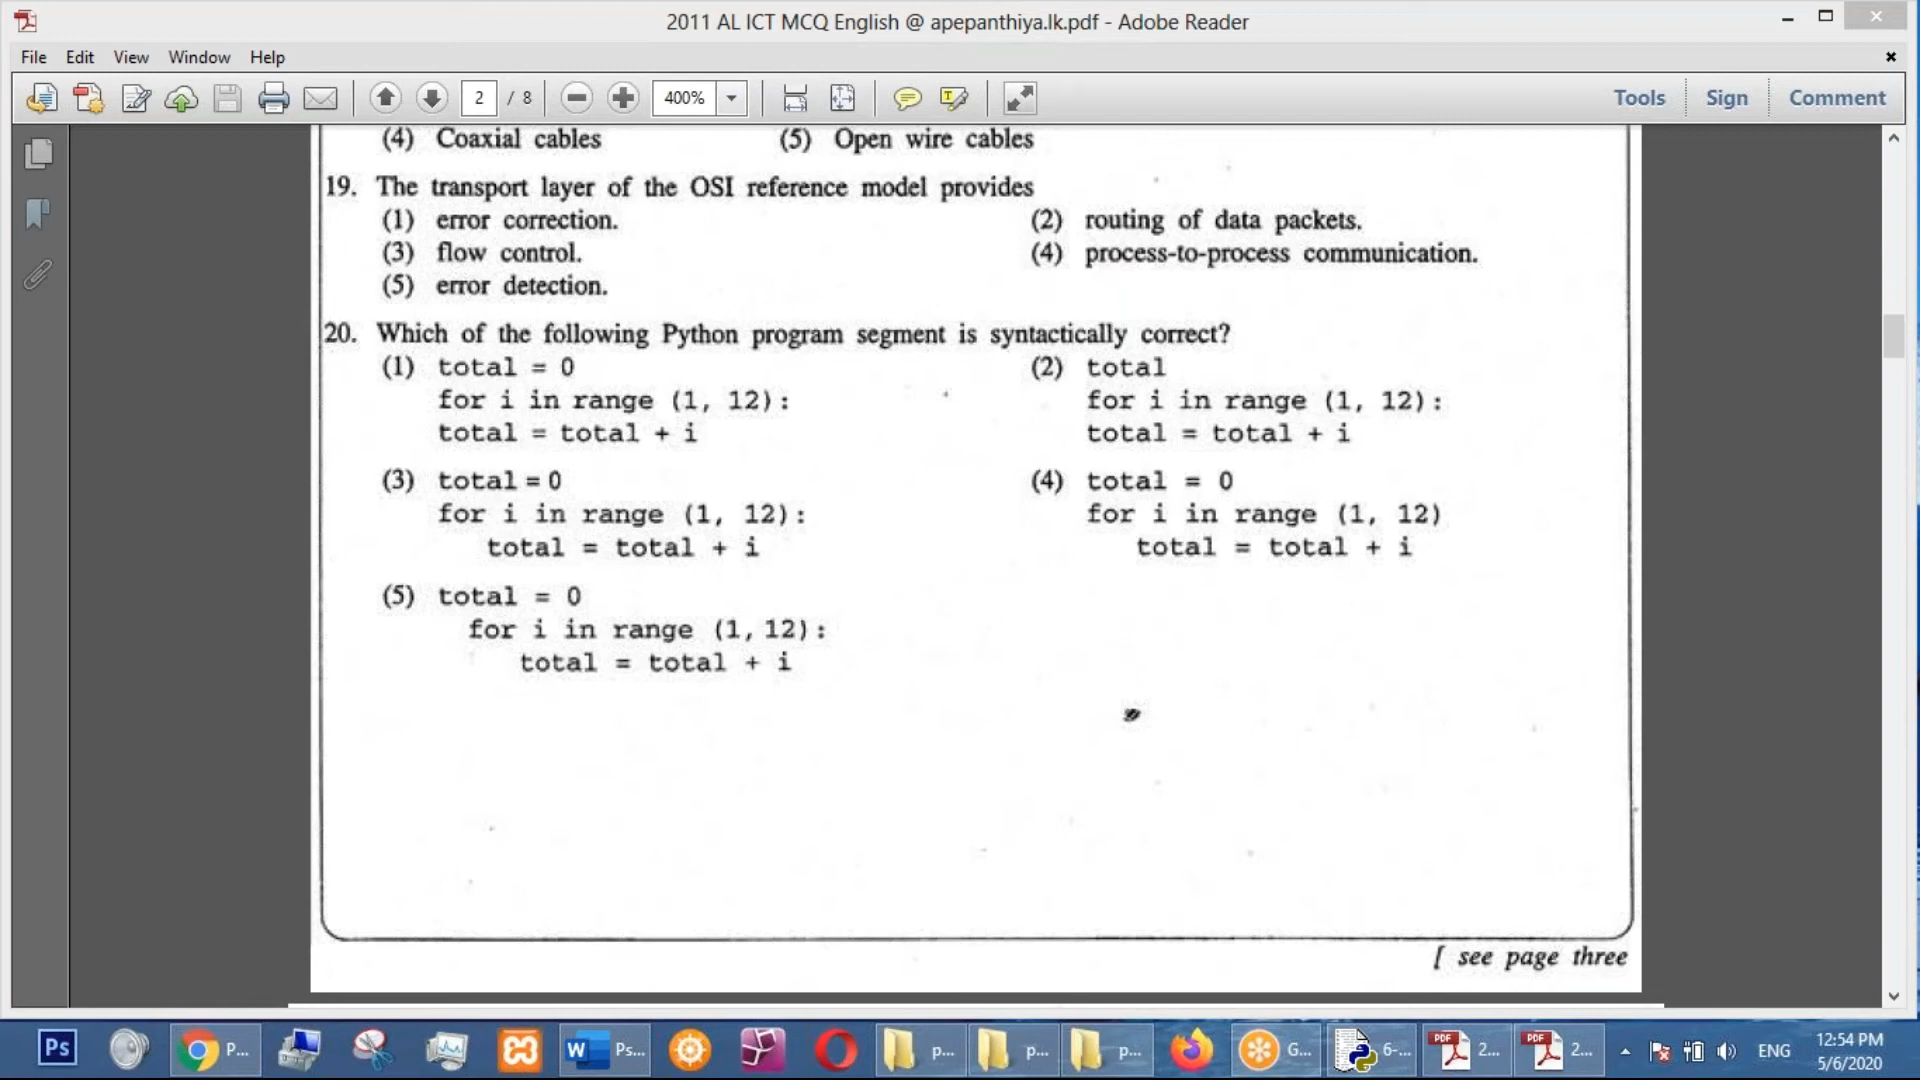 2011 AL ICT MCQ English @ apepanthiya.lk.pdf - Adobe Reader
File Edit View Window Help
2 / 8 400% Tools Sign Comment
(4) Coaxial cables (5) Open wire cables
19. The transport layer of the OSI reference model provides
(1) error correction. (2) routing of data packets.
(3) flow control. (4) process-to-process communication.
(5) error detection.
20. Which of the following Python program segment is syntactically correct?
(1) total = 0 (2) total
for i in range (1, 12): for i in range (1, 12):
total = total + i total = total + i
(3) total = 0 (4) total = 0
for i in range (1, 12): for i in range (1, 12)
total = total + i total = total + i
(5) total = 0
for i in range (1, 12):
total = total + i
[ see page three
Ps P... W Ps... p... p... p... G... 6-... PDF 2... PDF 2... ENG 12:54 PM
5/6/2020